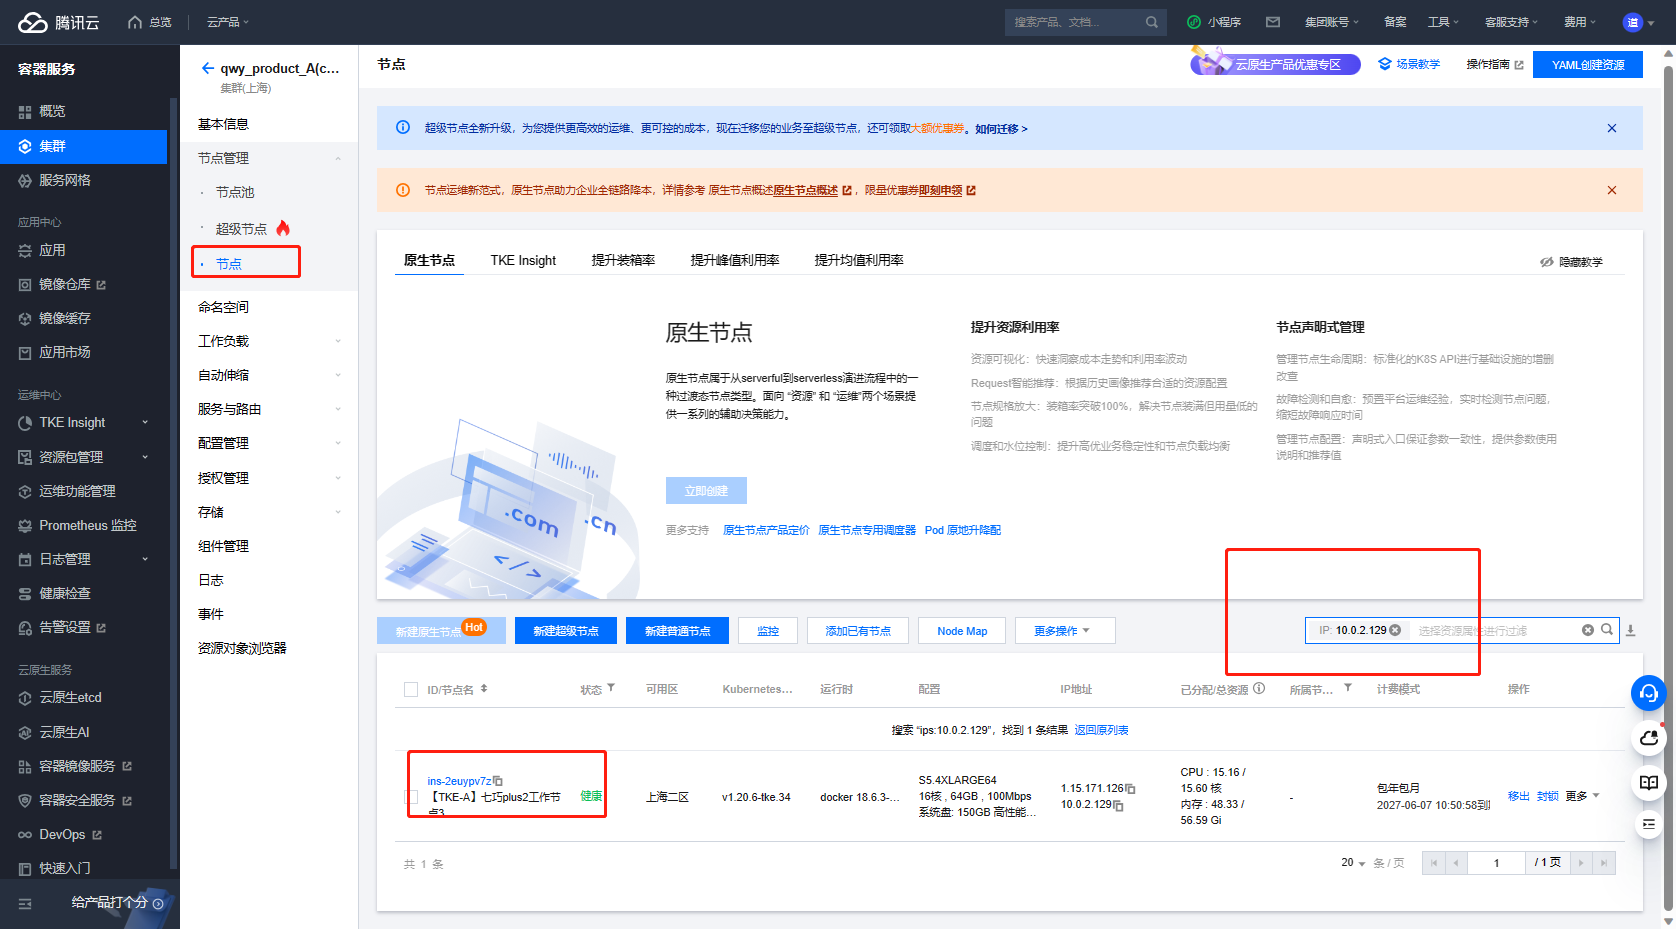 腾讯云
总览
云产品
搜索产品、文档...
小程序
集团账号
备案
工具
客服支持
费用
道
容器服务
概览
集群
服务网格
应用中心
应用
镜像仓库
镜像缓存
应用市场
运维中心
TKE Insight
资源包管理
运维功能管理
Prometheus 监控
日志管理
健康检查
告警设置
云原生服务
云原生etcd
云原生AI
容器镜像服务
容器安全服务
DevOps
快速入门
给产品打个分
qwy_product_A(c...
集群(上海)
基本信息
节点管理
节点池
超级节点
节点
命名空间
工作负载
自动伸缩
服务与路由
配置管理
授权管理
存储
组件管理
日志
事件
资源对象浏览器
节点
云原生产品优惠专区
场景教学
操作指南
YAML创建资源
超级节点全新升级，为您提供更高效的运维、更可控的成本，现在迁移您的业务至超级节点，还可领取大额优惠券。如何迁移 >
节点运维新范式，原生节点助力企业全链路降本，详情参考 原生节点概述原生节点概述，限量优惠券即刻申领
原生节点
TKE Insight
提升装箱率
提升峰值利用率
提升均值利用率
隐藏教学
原生节点
原生节点属于从serverful到serverless演进流程中的一
种过渡态节点类型。面向 “资源” 和 “运维”两个场景提
供一系列的辅助决策能力。
立即创建
更多支持
原生节点产品定价
原生节点专用调度器
Pod 原地升降配
提升资源利用率
资源可视化：快速洞察成本走势和利用率波动
Request智能推荐：根据历史画像推荐合适的资源配置
节点规格放大：装箱率突破100%，解决节点装满但用量低的
问题
调度和水位控制：提升高优业务稳定性和节点负载均衡
节点声明式管理
管理节点生命周期：标准化的K8S API进行基础设施的增删
改查
故障检测和自愈：预置平台运维经验，实时检测节点问题，
缩短故障响应时间
管理节点配置：声明式入口保证参数一致性，提供参数使用
说明和推荐值
.com
.cn
</>
新建原生节点
Hot
新建超级节点
新建普通节点
监控
添加已有节点
Node Map
更多操作
IP: 10.0.2.129
选择资源属性进行过滤
ID/节点名
状态
可用区
Kubernetes...
运行时
配置
IP地址
已分配/总资源
所属节...
计费模式
操作
搜索 “ips:10.0.2.129”，找到 1 条结果 返回原列表
ins-2euypv7z
【TKE-A】七巧plus2工作节
点3
健康
上海二区
v1.20.6-tke.34
docker 18.6.3-...
S5.4XLARGE64
16核 , 64GB , 100Mbps
系统盘: 150GB 高性能...
1.15.171.126
10.0.2.129
CPU : 15.16 /
15.60 核
内存 : 48.33 /
56.59 Gi
-
包年包月
2027-06-07 10:50:58到
移出
封锁
更多
共 1 条
20
条 / 页
1
/ 1 页